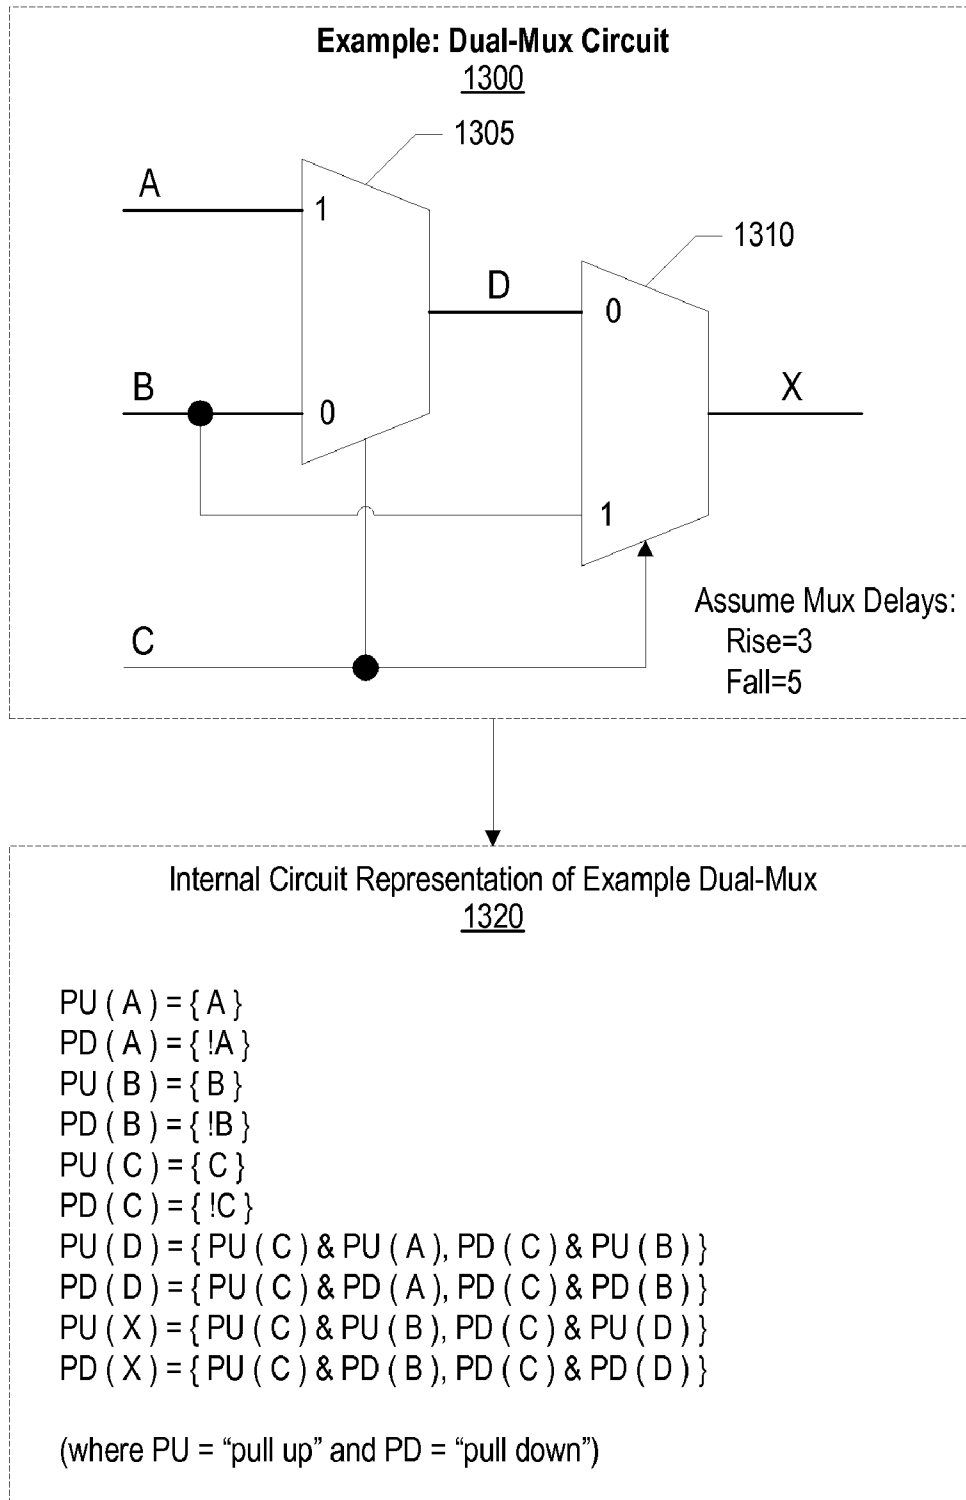 Example: Dual-Mux Circuit
1300
1305
A
1
1310
D
0
B
0
X
1
C
Assume Mux Delays:
Rise=3
Fall=5
Internal Circuit Representation of Example Dual-Mux
1320
PU ( A ) = { A }
PD ( A ) = { !A }
PU ( B ) = { B }
PD ( B ) = { !B }
PU ( C ) = { C }
PD ( C ) = { !C }
PU ( D ) = { PU ( C ) & PU ( A ), PD ( C ) & PU ( B ) }
PD ( D ) = { PU ( C ) & PD ( A ), PD ( C ) & PD ( B ) }
PU ( X ) = { PU ( C ) & PU ( B ), PD ( C ) & PU ( D ) }
PD ( X ) = { PU ( C ) & PD ( B ), PD ( C ) & PD ( D ) }
(where PU = “pull up” and PD = “pull down”)